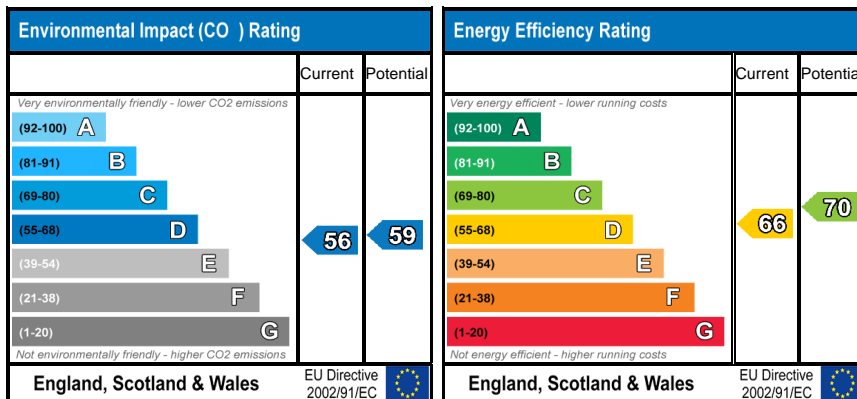 Environmental Impact (CO ) Rating
Current Potential
Very environmentally friendly - lower CO2 emissions
(92-100) A
(81-91) B
(69-80) C
(55-68) D
(39-54) E
(21-38) F
(1-20) G
56
59
Not environmentally friendly - higher CO2 emissions
England, Scotland & Wales
EU Directive
2002/91/EC
Energy Efficiency Rating
Current Potentia
Very energy efficient - lower running costs
(92-100) A
(81-91) B
(69-80) C
(55-68) D
(39-54) E
(21-38) F
(1-20) G
66
70
Not energy efficient - higher running costs
England, Scotland & Wales
EU Directive
2002/91/EC